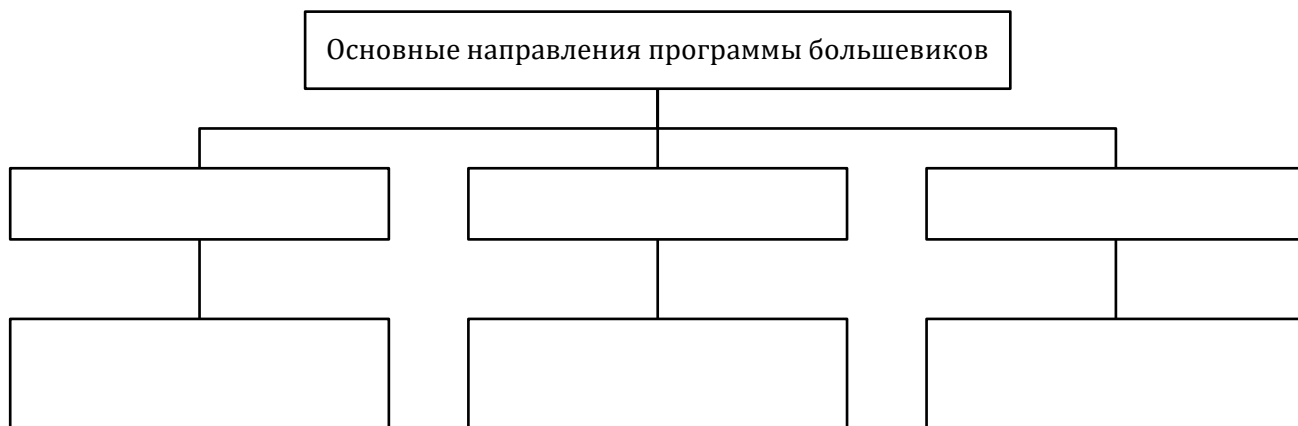 Основные направления программы большевиков